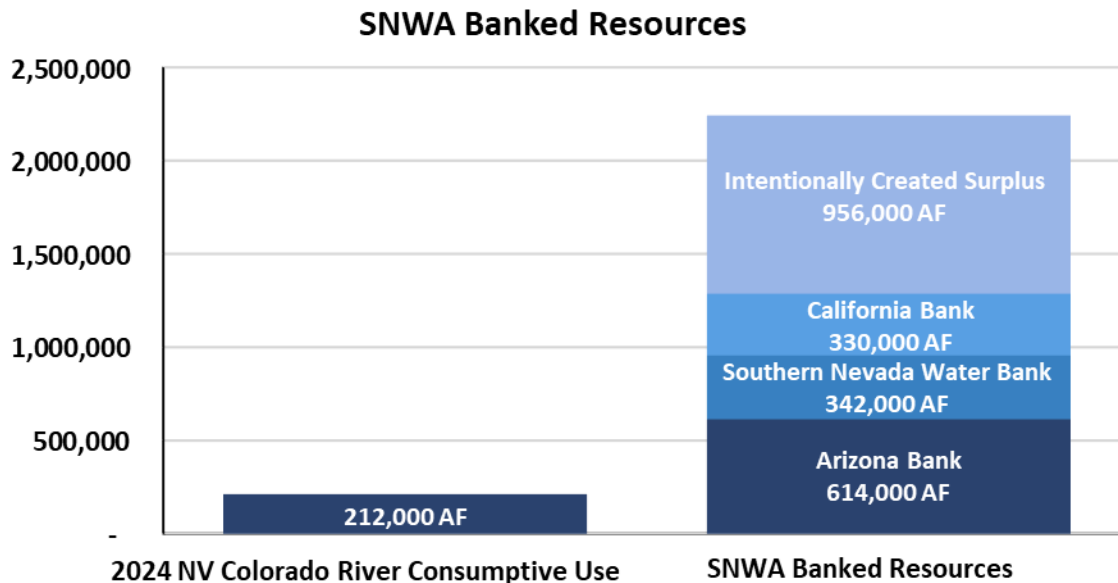 SNWA Banked Resources
2,500,000
2,000,000
1,500,000
1,000,000
500,000
-
Intentionally Created Surplus
956,000 AF
California Bank
330,000 AF
Southern Nevada Water Bank
342,000 AF
Arizona Bank
614,000 AF
212,000 AF
2024 NV Colorado River Consumptive Use
SNWA Banked Resources